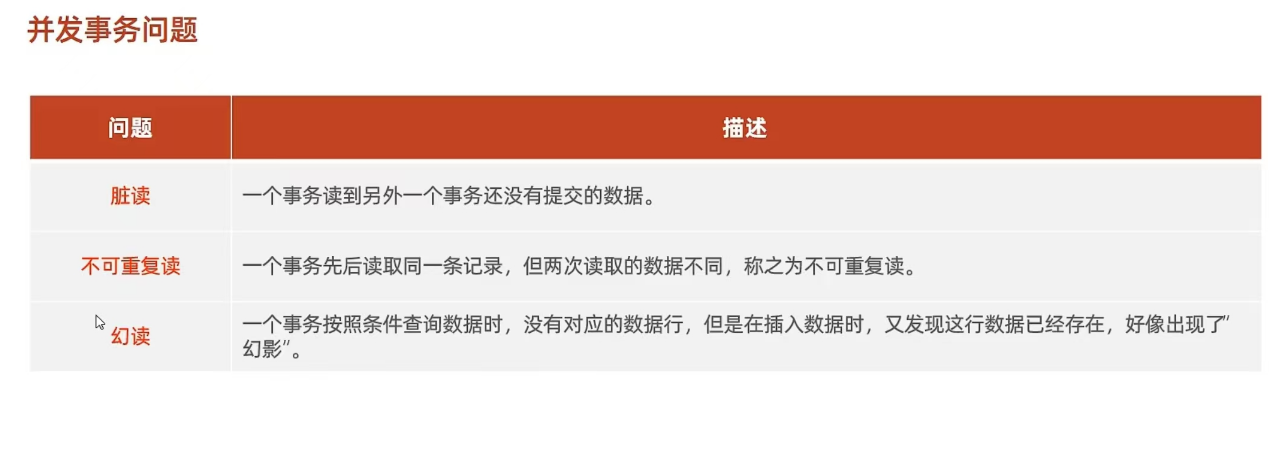 并发事务问题
问题 描述
脏读 一个事务读到另外一个事务还没有提交的数据。
不可重复读 一个事务先后读取同一条记录，但两次读取的数据不同，称之为不可重复读。
幻读 一个事务按照条件查询数据时，没有对应的数据行，但是在插入数据时，又发现这行数据已经存在，好像出现了”
幻影”。